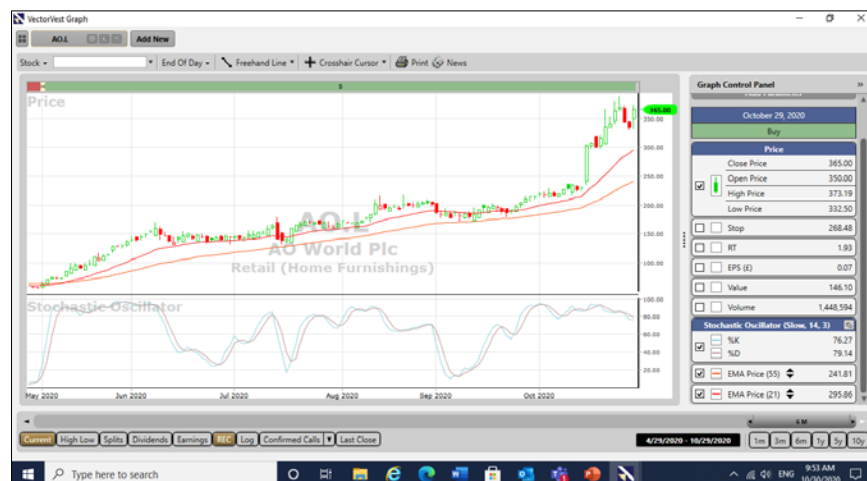 VectorVest Graph
AO.L Add New
Stock End Of Day Freehand Line Crosshair Cursor Print News
B
Price
365.00
350.00
300.00
250.00
200.00
150.00
100.00
AO.L
AO World Plc
Retail (Home Furnishings)
Stochastic Oscillator
100.00
80.00
60.00
40.00
20.00
May 2020 Jun 2020 Jul 2020 Aug 2020 Sep 2020 Oct 2020
Graph Control Panel »
October 29, 2020
Buy
Price
Close Price 365.00
Open Price 350.00
High Price 373.19
Low Price 332.50
Stop 268.48
RT 1.93
EPS (£) 0.07
Value 146.10
Volume 1,448,594
Stochastic Oscillator (Slow, 14, 3)
%K 76.27
%D 79.14
EMA Price (55) 241.81
EMA Price (21) 295.86
6 M
Current High Low Splits Dividends Earnings REC Log Confirmed Calls Last Close
4/29/2020 - 10/29/2020 1m 3m 6m 1y 5y 10y
Type here to search
ENG
9:53 AM
10/30/2020